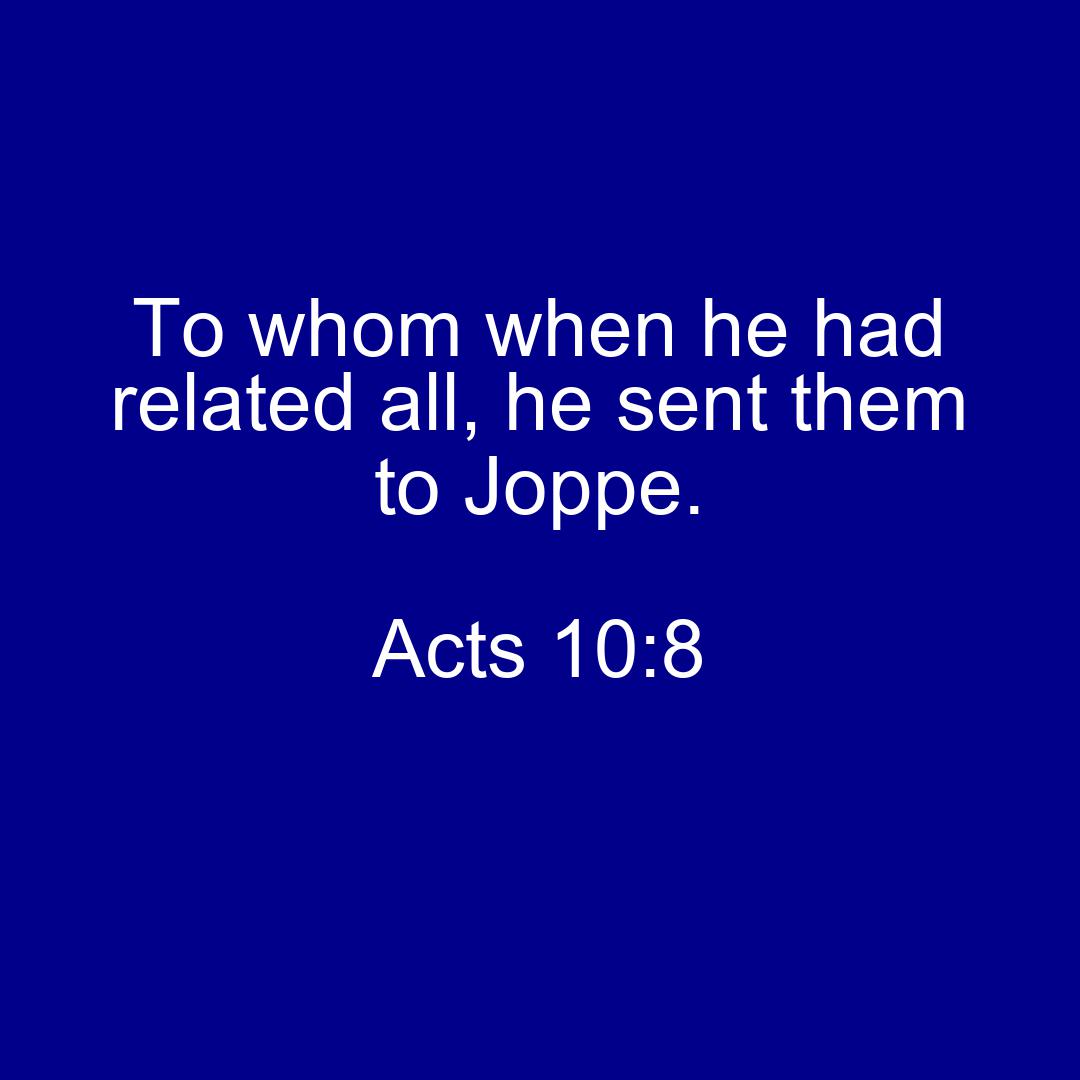 To whom when he had
related all, he sent them
to Joppe.
Acts 10:8